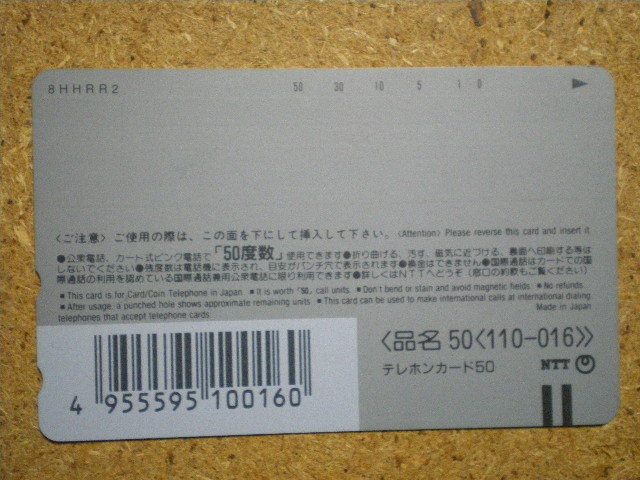 8HHRR2
50 30 10 5 1 0
〈ご注意〉ご使用の際は、この面を下にして挿入して下さい。〈Attention〉Please reverse this card and insert it
●公衆電話、カード式ピンク電話で「50度数」使用できます●折り曲げる、汚す、磁気に近づける、裏面へ印刷する等は
しないでください●残度数は電話機に表示され、目安がパンチ穴で表示されます●換金はできません●国際通話はカードでの国
際通話の利用を認めている国際通話兼用公衆電話に限り利用できます●詳しくはNTTへどうぞ（窓口の約款もご覧ください）
■This card is for Card/Coin Telephone in Japan ■It is worth "50" call units. ■Don't bend or stain and avoid magnetic fields. ■No refunds.
■After usage, a punched hole shows approximate remaining units ■This card can be used to make international calls at international dialing
telephones that accept telephone cards. Made in Japan
〈品名 50〈110-016〉〉
テレホンカード50 NTT
4 955595 100160